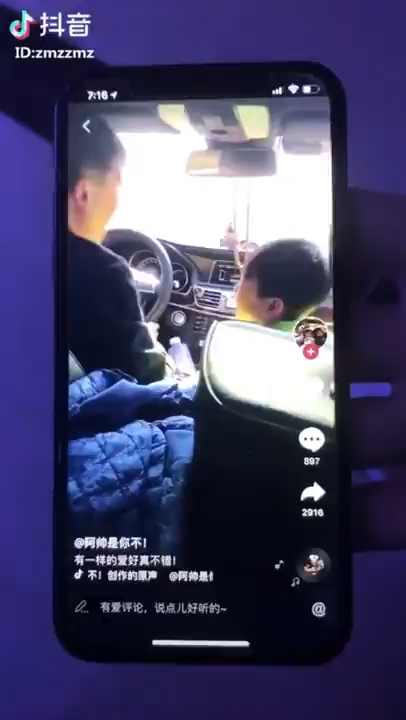 抖音
ID:zmzzmz
7:16
897
2916
@阿帅是你不!
有一样的爱好真不错!
不! 创作的原声 @阿帅是
有爱评论，说点儿好听的~
@